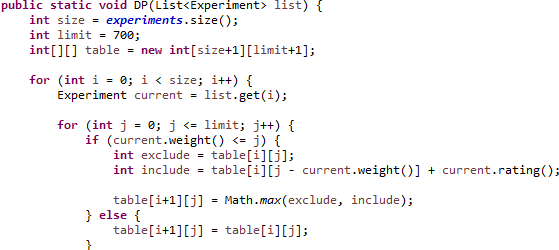 public static void DP(List<Experiment> list) {
    int size = experiments.size();
    int limit = 700;
    int[][] table = new int[size+1][limit+1];

    for (int i = 0; i < size; i++) {
        Experiment current = list.get(i);

        for (int j = 0; j <= limit; j++) {
            if (current.weight() <= j) {
                int exclude = table[i][j];
                int include = table[i][j - current.weight()] + current.rating();

                table[i+1][j] = Math.max(exclude, include);
            } else {
                table[i+1][j] = table[i][j];
            }